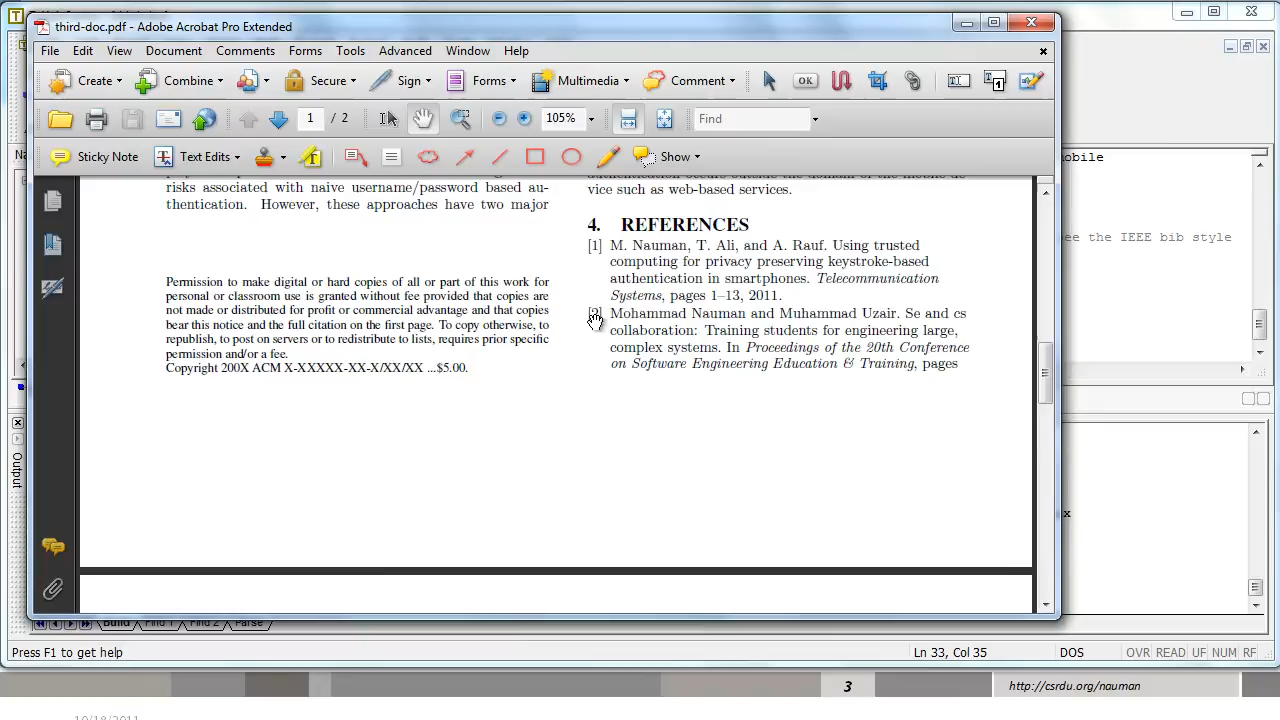 third-doc.pdf - Adobe Acrobat Pro Extended
File Edit View Document Comments Forms Tools Advanced Window Help
Create Combine Secure Sign Forms Multimedia Comment OK
1 / 2 105% Find
Sticky Note Text Edits Show
risks associated with naive username/password based au-
thentication. However, these approaches have two major
Permission to make digital or hard copies of all or part of this work for
personal or classroom use is granted without fee provided that copies are
not made or distributed for profit or commercial advantage and that copies
bear this notice and the full citation on the first page. To copy otherwise, to
republish, to post on servers or to redistribute to lists, requires prior specific
permission and/or a fee.
Copyright 200X ACM X-XXXXX-XX-X/XX/XX ...$5.00.
authentication occurs outside the domain of the mobile de-
vice such as web-based services.
4. REFERENCES
[1] M. Nauman, T. Ali, and A. Rauf. Using trusted
computing for privacy preserving keystroke-based
authentication in smartphones. Telecommunication
Systems, pages 1–13, 2011.
[2] Mohammad Nauman and Muhammad Uzair. Se and cs
collaboration: Training students for engineering large,
complex systems. In Proceedings of the 20th Conference
on Software Engineering Education & Training, pages
obile
ee the IEEE bib style
x
Output
Build Find 1 Find 2 Parse
Press F1 to get help Ln 33, Col 35 DOS OVR READ UF NUM RF
3 http://csrdu.org/nauman
10/18/2011